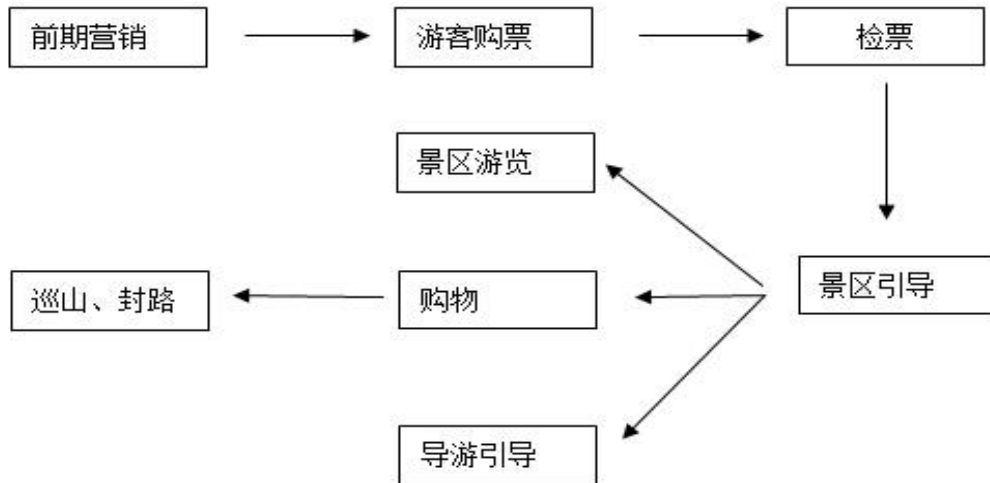 前期营销
游客购票
检票
景区游览
景区引导
巡山、封路
购物
导游引导